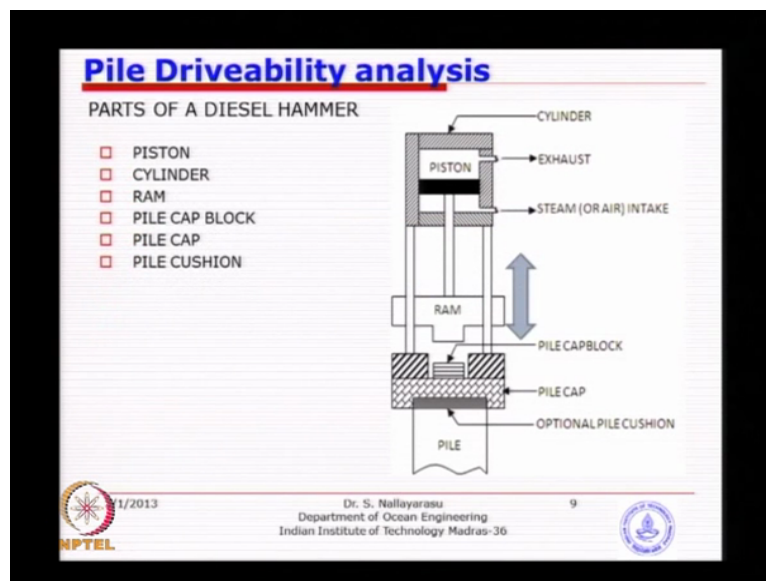 Pile Driveability analysis
PARTS OF A DIESEL HAMMER
PISTON
CYLINDER
RAM
PILE CAP BLOCK
PILE CAP
PILE CUSHION
CYLINDER
EXHAUST
PISTON
STEAM (OR AIR) INTAKE
RAM
PILE CAPBLOCK
PILE CAP
OPTIONAL PILE CUSHION
PILE
/1/2013
Dr. S. Nallayarasu
Department of Ocean Engineering
Indian Institute of Technology Madras-36
9
NPTEL